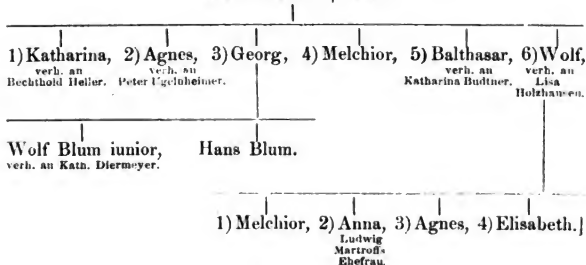 1) Katharina, 2) Agnes, 3) Georg, 4) Melchior, 5) Balthasar, 6) Wolf,
verh. an verh. an verh. an verh. an
Bechthold Heller. Peter Ugelnheimer. Katharina Budtner. Lisa
Holzhausen.
Wolf Blum iunior, Hans Blum.
verh. an Kath. Diermeyer.
1) Melchior, 2) Anna, 3) Agnes, 4) Elisabeth.
Ludwig
Martroffs
Ehefrau.